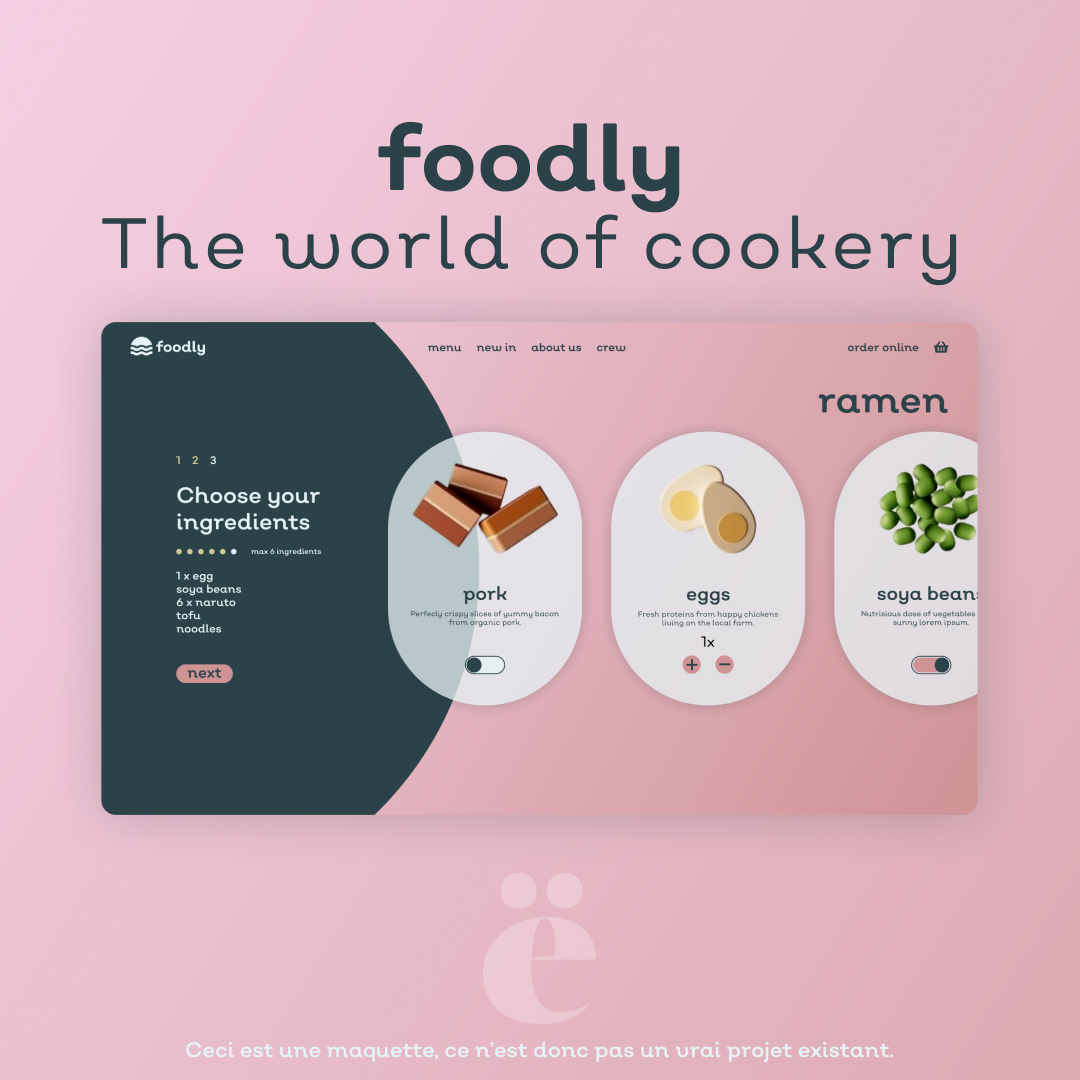 foodly
The world of cookery
foodly
menu new in about us crew
order online
ramen
1 2 3
Choose your
ingredients
max 6 ingredients
1 x egg
soya beans
6 x naruto
tofu
noodles
next
pork
Perfecly crispy slices of yummy bacon
from organic pork.
eggs
Fresh proteins from happy chickens
living on the local farm.
1x
soya beans
Nutrisious dose of vegetables
sunny lorem ipsum.
ë
Ceci est une maquette, ce n'est donc pas un vrai projet existant.